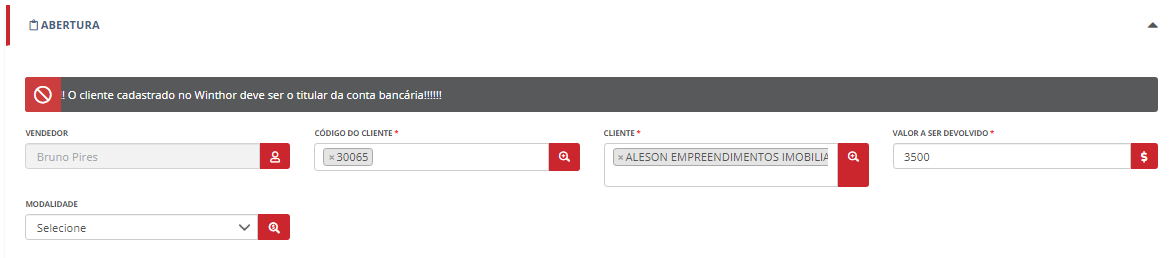 ABERTURA
! O cliente cadastrado no Winthor deve ser o titular da conta bancária!!!!!!
VENDEDOR
CÓDIGO DO CLIENTE *
CLIENTE *
VALOR A SER DEVOLVIDO *
Bruno Pires
×30065
×ALESON EMPREENDIMENTOS IMOBILIA
3500
$
MODALIDADE
Selecione